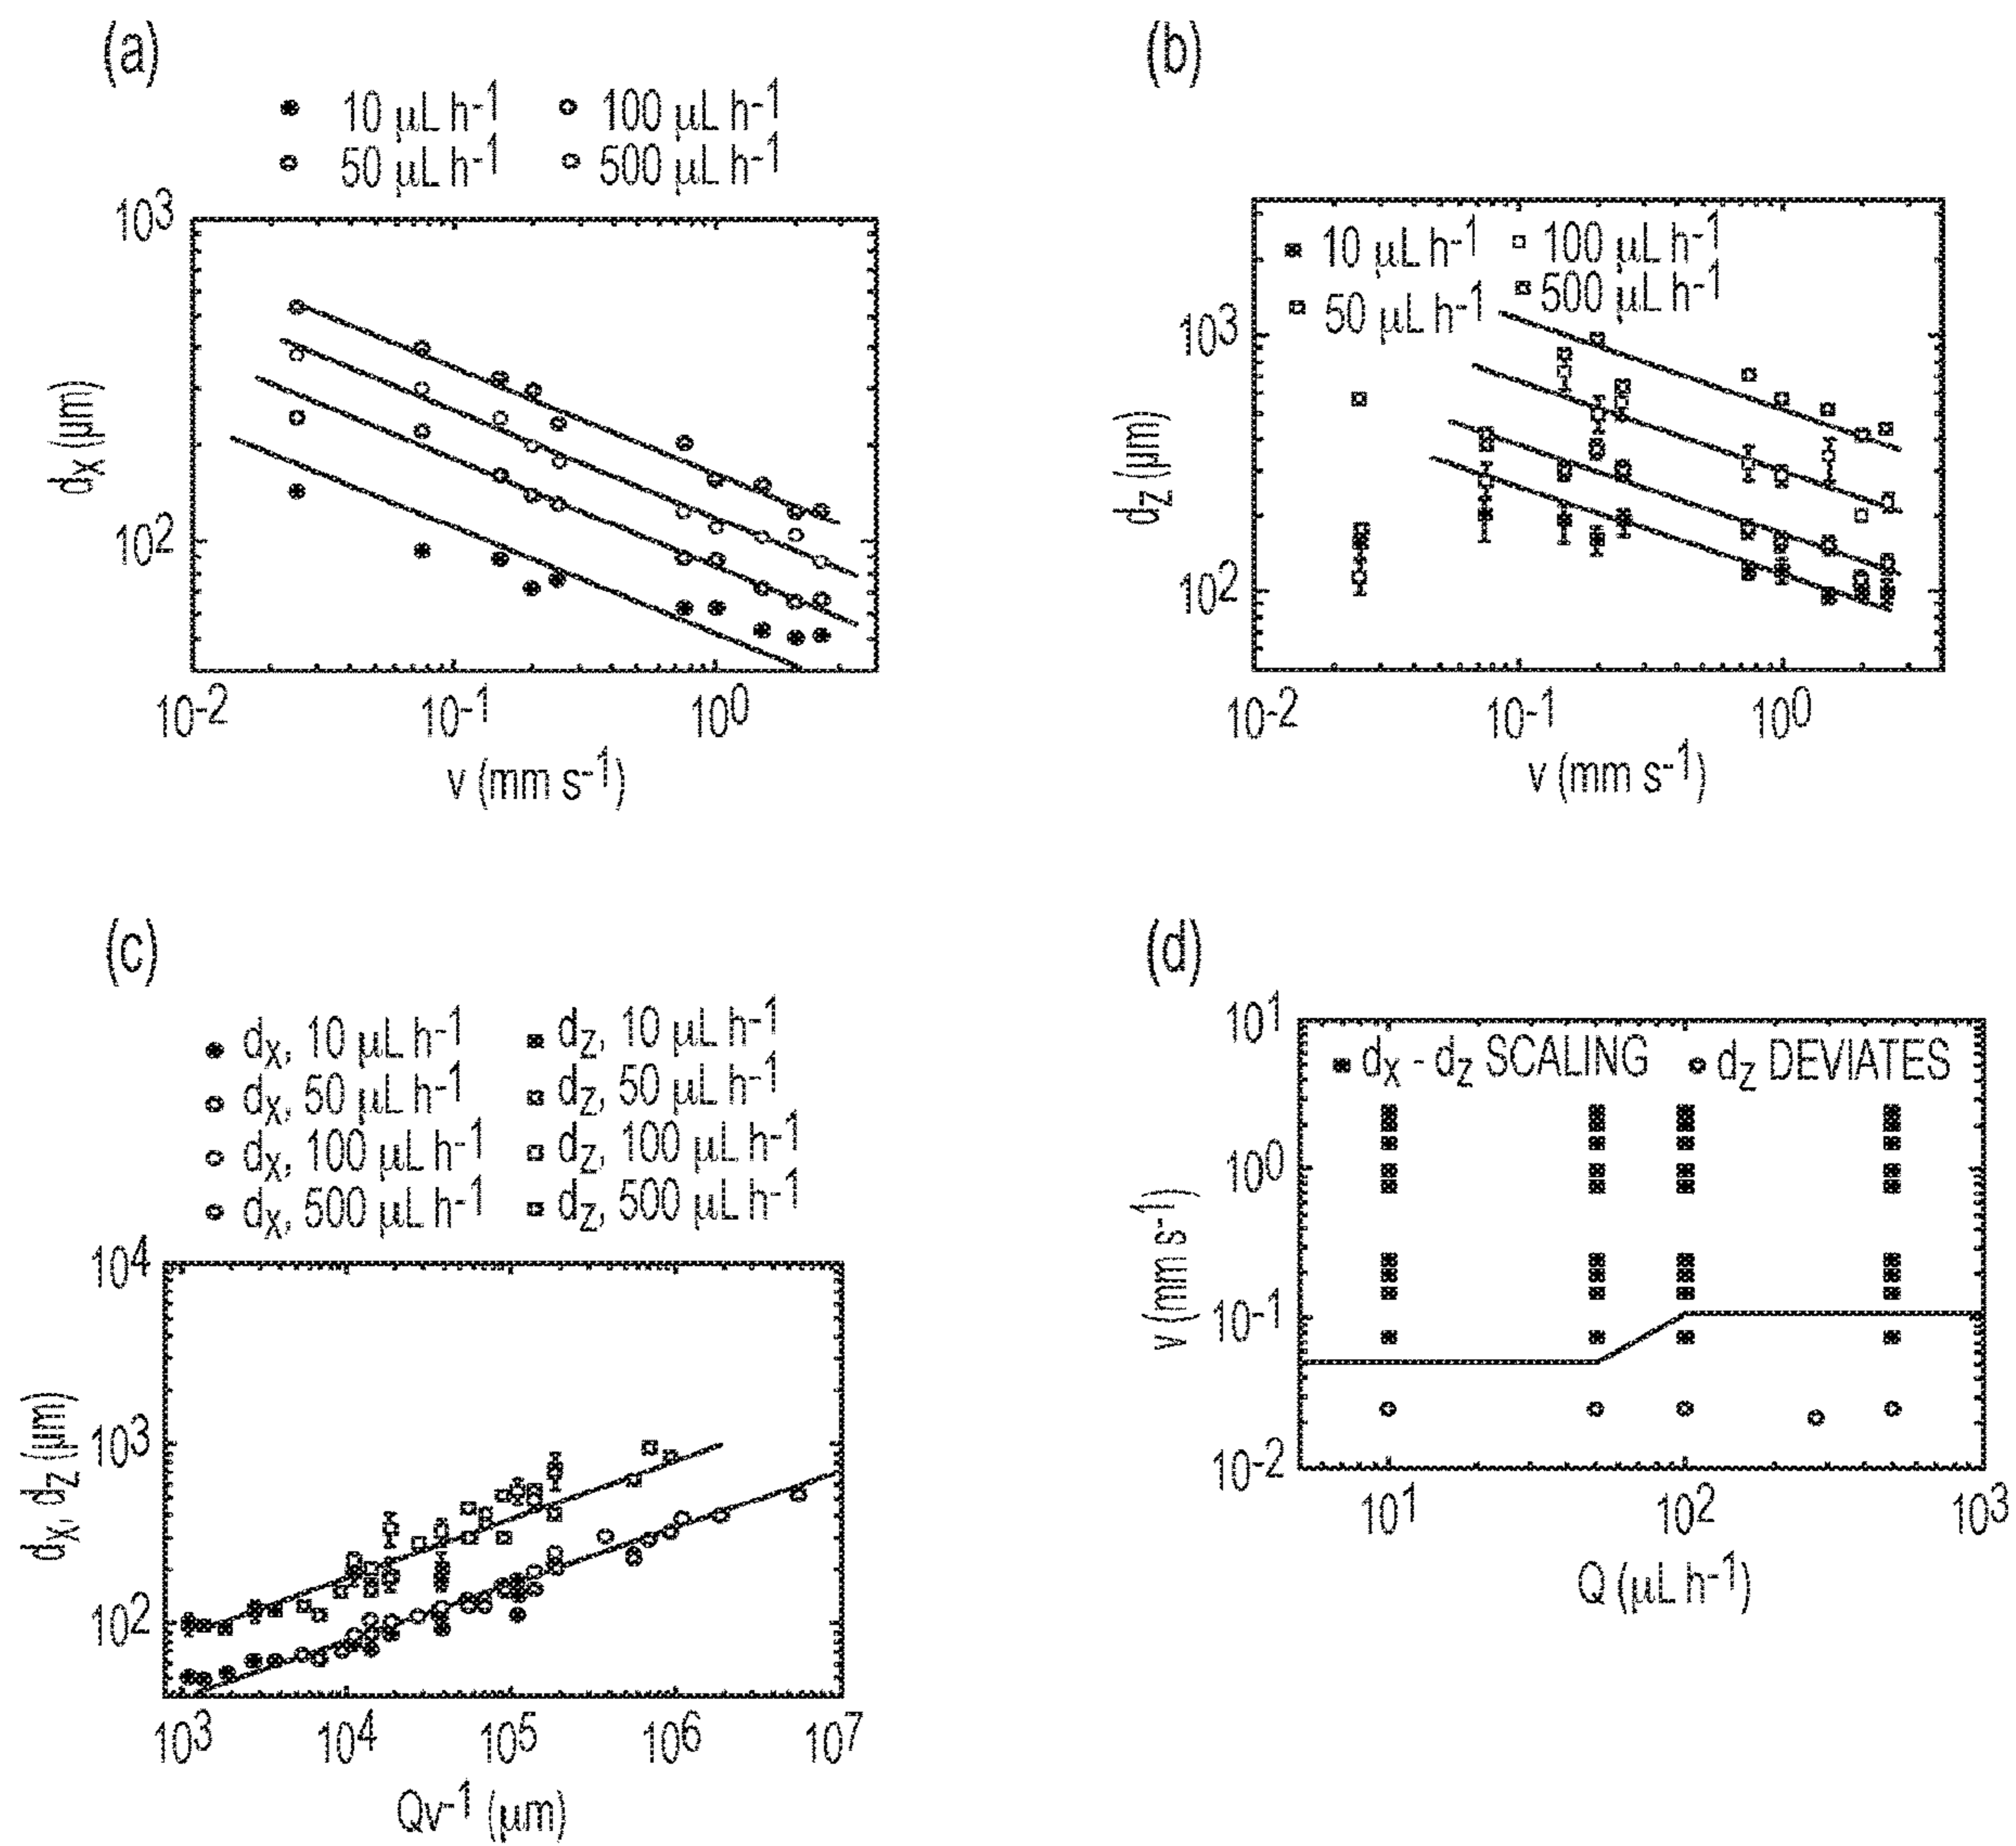 (a)
10 μL h-1 100 μL h-1
50 μL h-1 500 μL h-1
10³
10²
dx (μm)
10-2 10-1 10⁰
v (mm s-1)
(b)
10 μL h-1 100 μL h-1
50 μL h-1 500 μL h-1
10³
10²
dz (μm)
10-2 10-1 10⁰
v (mm s-1)
(c)
dx, 10 μL h-1 dz, 10 μL h-1
dx, 50 μL h-1 dz, 50 μL h-1
dx, 100 μL h-1 dz, 100 μL h-1
dx, 500 μL h-1 dz, 500 μL h-1
10⁴
10³
10²
dx, dz (μm)
10³ 10⁴ 10⁵ 10⁶ 10⁷
Qv-1 (μm)
(d)
10¹
dx - dz SCALING dz DEVIATES
10⁰
10-1
10-2
v (mm s-1)
10¹ 10² 10³
Q (μL h-1)